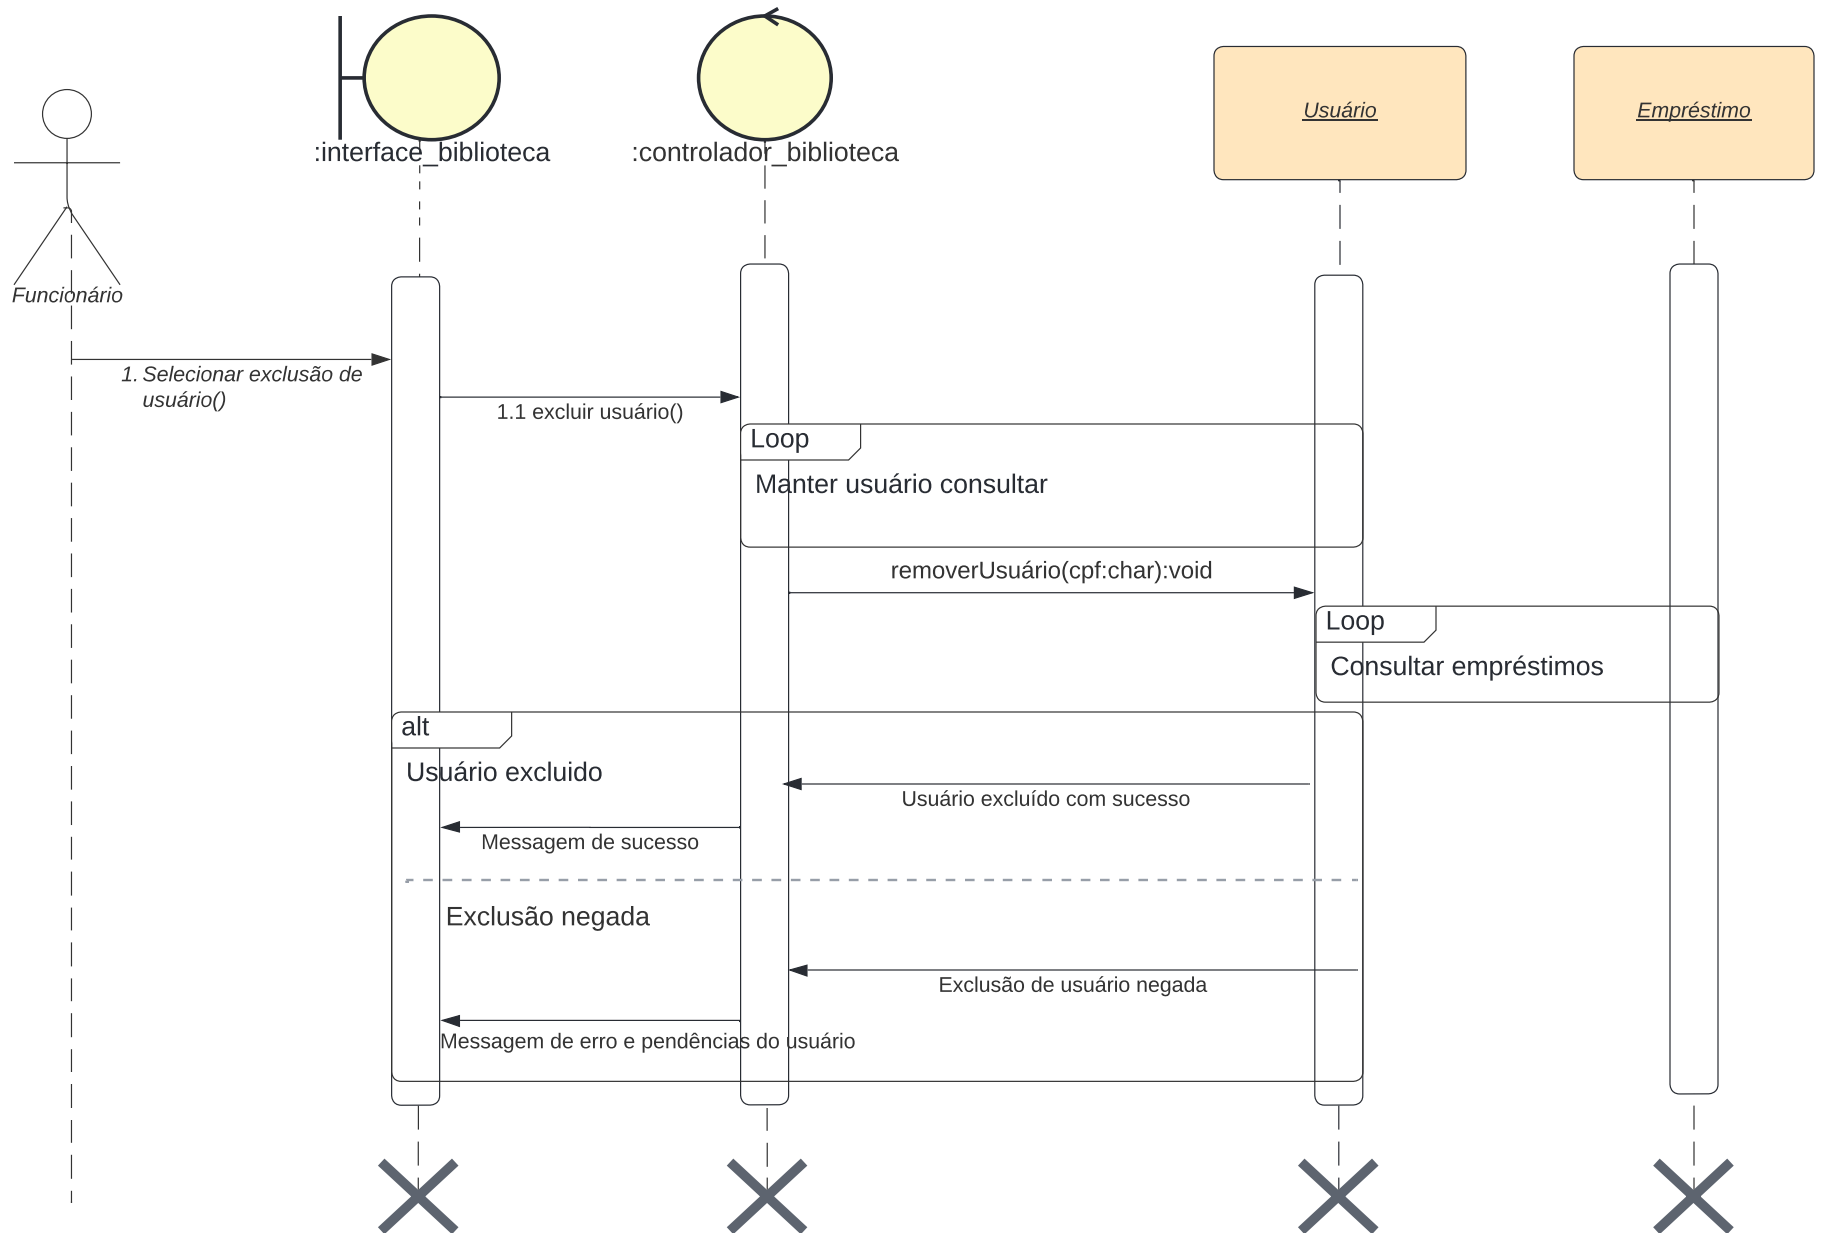 :interface_biblioteca
:controlador_biblioteca
Usuário
Empréstimo
Funcionário
1. Selecionar exclusão de
usuário()
1.1 excluir usuário()
Loop
Manter usuário consultar
removerUsuário(cpf:char):void
Loop
Consultar empréstimos
alt
Usuário excluido
Usuário excluído com sucesso
Messagem de sucesso
Exclusão negada
Exclusão de usuário negada
Messagem de erro e pendências do usuário